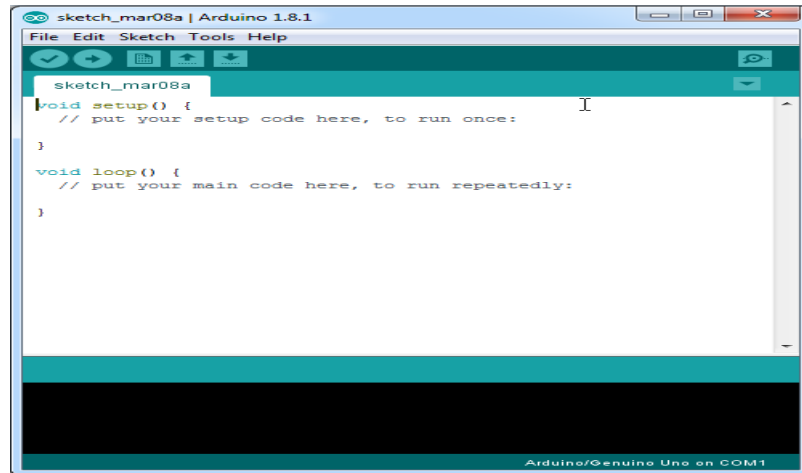 sketch_mar08a | Arduino 1.8.1
File Edit Sketch Tools Help
sketch_mar08a
void setup() {
  // put your setup code here, to run once:
}
void loop() {
  // put your main code here, to run repeatedly:
}
Arduino/Genuino Uno on COM1